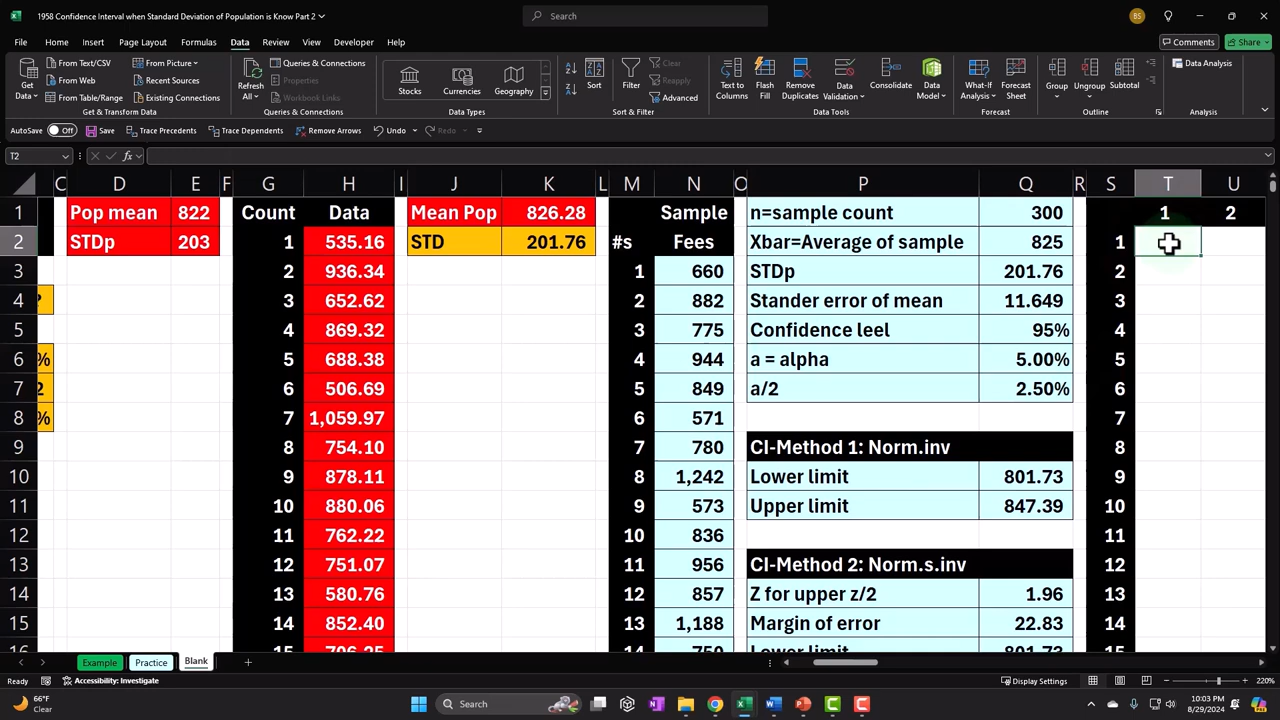 1958 Confidence Interval when Standard Deviation of Population is Know Part 2
Search
BS
File Home Insert Page Layout Formulas Data Review View Developer Help
Comments Share
Get Data
From Text/CSV
From Web
From Table/Range
From Picture
Recent Sources
Existing Connections
Get & Transform Data
Refresh All
Queries & Connections
Properties
Workbook Links
Queries & Connections
Stocks Currencies Geography
Data Types
Sort
Filter
Clear
Reapply
Advanced
Sort & Filter
Text to Columns
Flash Fill
Remove Duplicates
Data Validation
Consolidate
Data Model
Data Tools
What-If Analysis
Forecast Sheet
Forecast
Group Ungroup Subtotal
Outline
Data Analysis
Analysis
AutoSave Off Save Trace Precedents Trace Dependents Remove Arrows Undo Redo
T2 fx
C D E F G H I J K L M N O P Q R S T U
1 Pop mean 822 Count Data Mean Pop 826.28 Sample n=sample count 300 1 2
2 STDp 203 1 535.16 STD 201.76 #s Fees Xbar=Average of sample 825 1
3 2 936.34 1 660 STDp 201.76 2
4 ? 3 652.62 2 882 Stander error of mean 11.649 3
5 4 869.32 3 775 Confidence leel 95% 4
6 % 5 688.38 4 944 a = alpha 5.00% 5
7 2 6 506.69 5 849 a/2 2.50% 6
8 % 7 1,059.97 6 571 7
9 8 754.10 7 780 CI-Method 1: Norm.inv 8
10 9 878.11 8 1,242 Lower limit 801.73 9
11 10 880.06 9 573 Upper limit 847.39 10
12 11 762.22 10 836 11
13 12 751.07 11 956 CI-Method 2: Norm.s.inv 12
14 13 580.76 12 857 Z for upper z/2 1.96 13
15 14 852.40 13 1,188 Margin of error 22.83 14
16 15 706.25 14 750 Lower limit 801.73 15
Example Practice Blank
Ready Accessibility: Investigate Display Settings 220%
66°F
Clear
Search
10:03 PM
8/29/2024